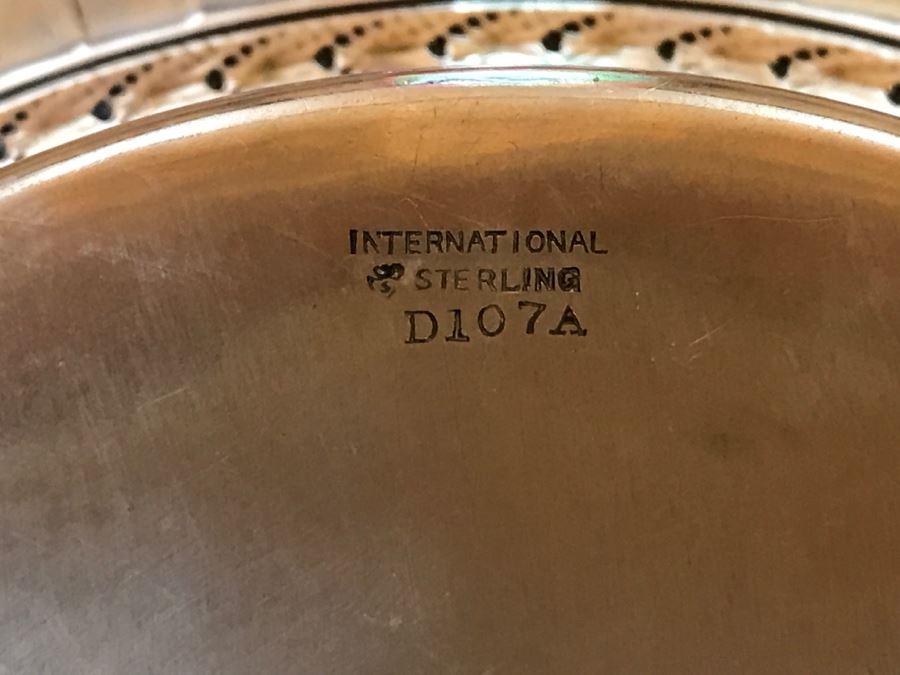 INTERNATIONAL
STERLING
D107A